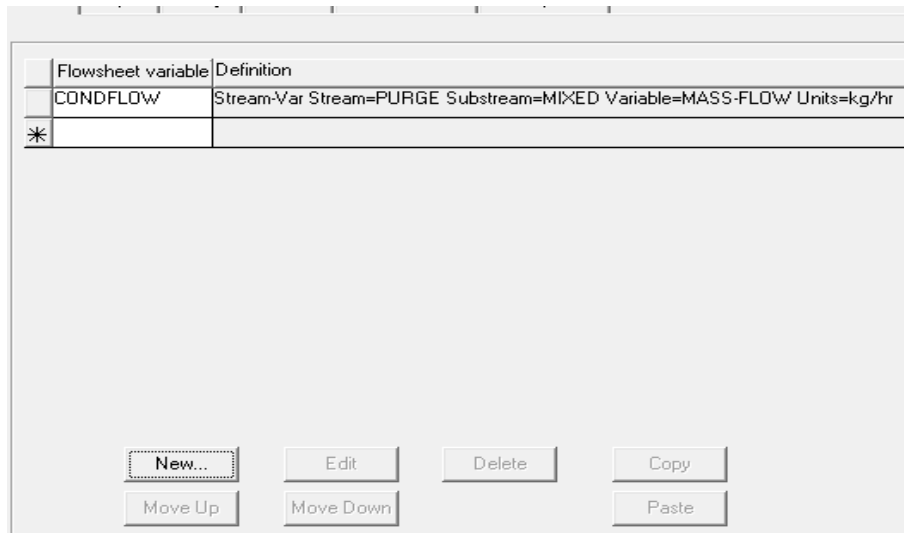 Flowsheet variable Definition
CONDFLOW Stream-Var Stream=PURGE Substream=MIXED Variable=MASS-FLOW Units=kg/hr
New... Edit Delete Copy
Move Up Move Down Paste